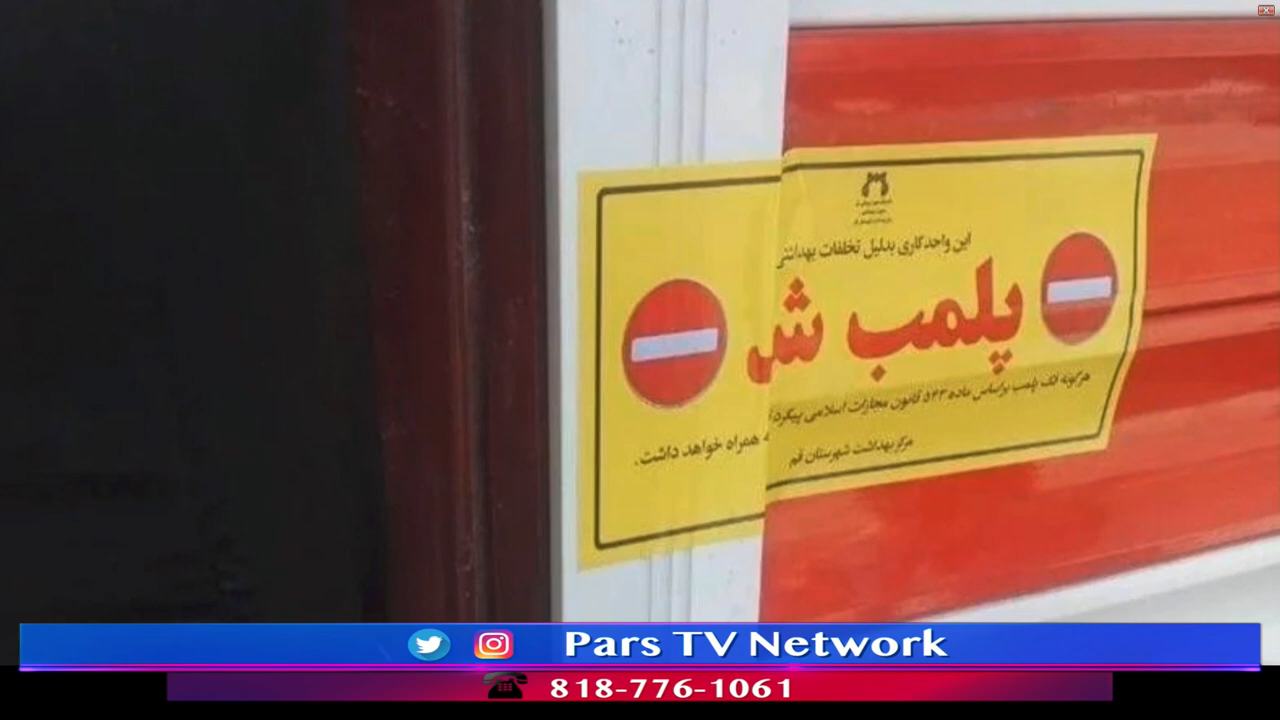 این واحد کاری بدلیل تخلفات بهداشتی
پلمب ش
هرگونه فک پلمب براساس ماده ۵۴۳ قانون مجازات اسلامی پیگرد
همراه خواهد داشت.
مرکز بهداشت شهرستان قم
Pars TV Network
818-776-1061